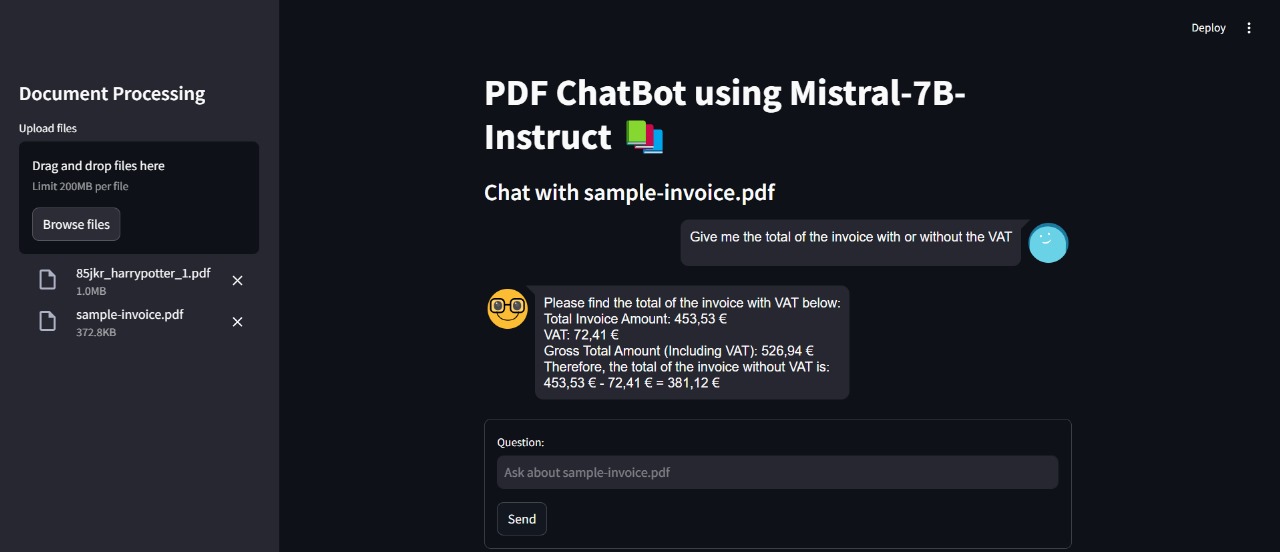 Deploy
Document Processing
Upload files
Drag and drop files here
Limit 200MB per file
Browse files
85jkr_harrypotter_1.pdf
1.0MB
sample-invoice.pdf
372.8KB
PDF ChatBot using Mistral-7B-
Instruct
Chat with sample-invoice.pdf
Give me the total of the invoice with or without the VAT
Please find the total of the invoice with VAT below:
Total Invoice Amount: 453,53 €
VAT: 72,41 €
Gross Total Amount (Including VAT): 526,94 €
Therefore, the total of the invoice without VAT is:
453,53 € - 72,41 € = 381,12 €
Question:
Ask about sample-invoice.pdf
Send